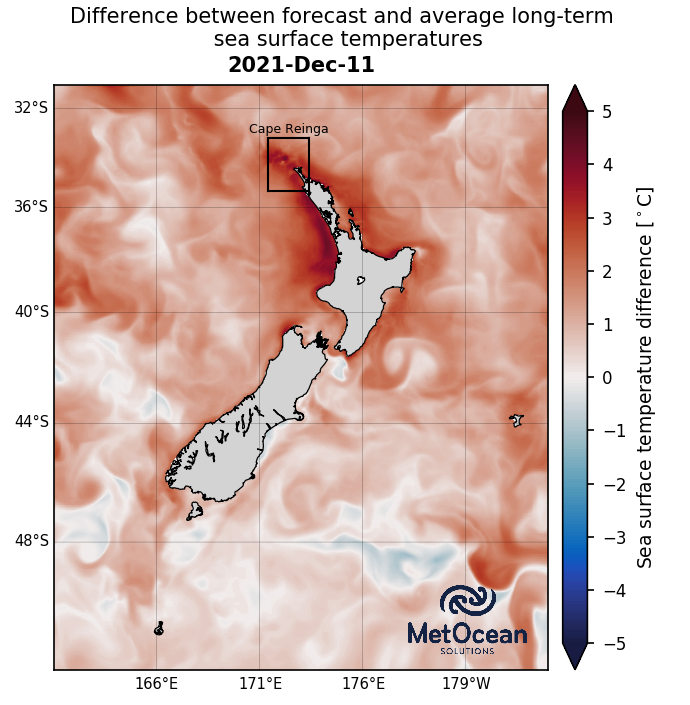 Difference between forecast and average long-term
sea surface temperatures
2021-Dec-11
32°S
36°S
40°S
44°S
48°S
Cape Reinga
166°E
171°E
176°E
179°W
MetOcean
SOLUTIONS
5
4
3
2
1
0
−1
−2
−3
−4
−5
Sea surface temperature difference [°C]